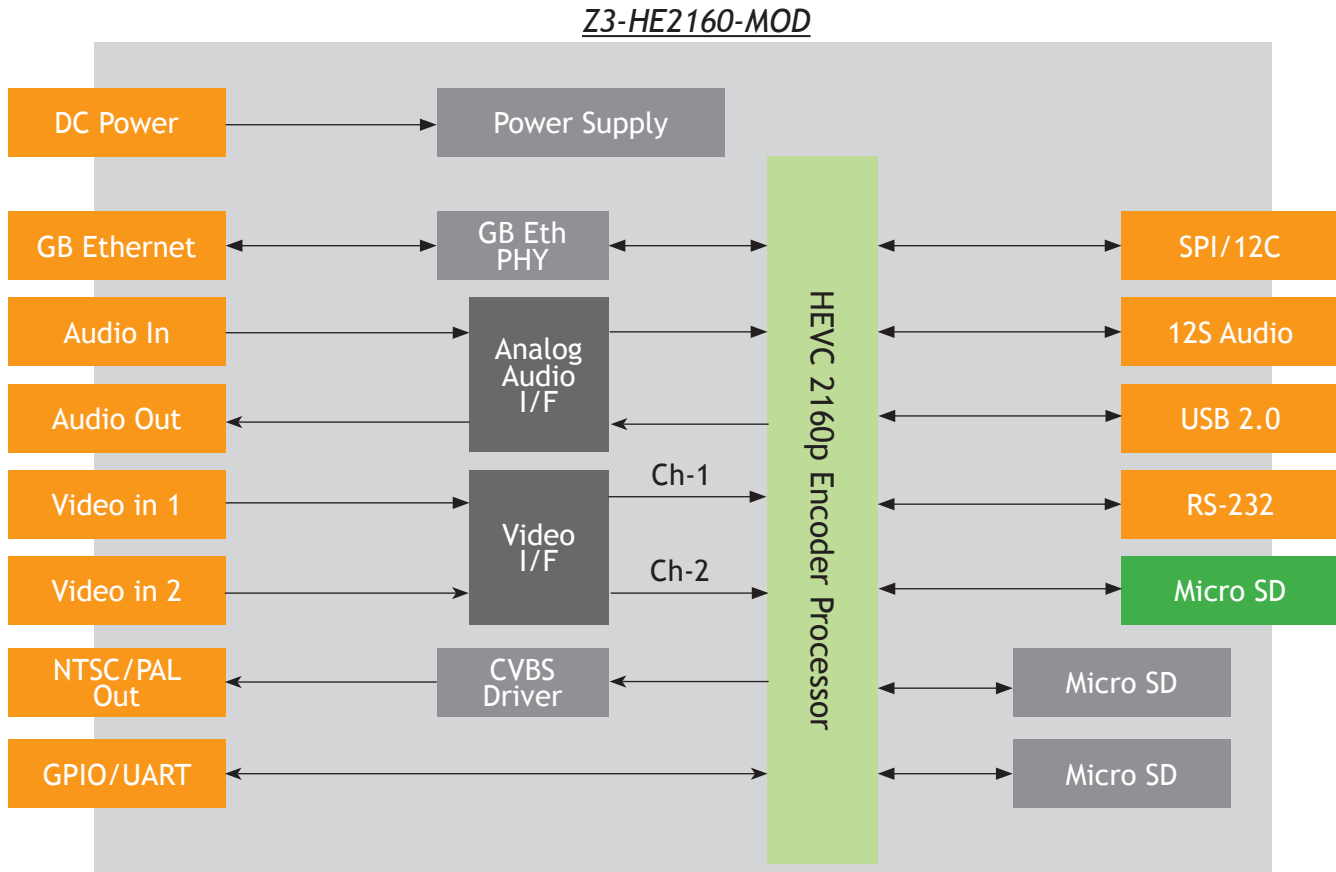 Z3-HE2160-MOD
DC Power
Power Supply
GB Ethernet
GB Eth
PHY
SPI/12C
Audio In
Analog
Audio
I/F
12S Audio
Audio Out
USB 2.0
Video in 1
Ch-1
RS-232
Video
I/F
Video in 2
Ch-2
Micro SD
NTSC/PAL
Out
CVBS
Driver
Micro SD
GPIO/UART
Micro SD
HEVC 2160p Encoder Processor